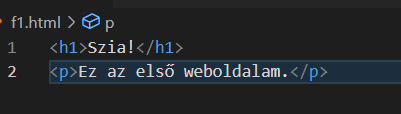 f1.html > p
1 <h1>Szia!</h1>
2 <p>Ez az első weboldalam.</p>